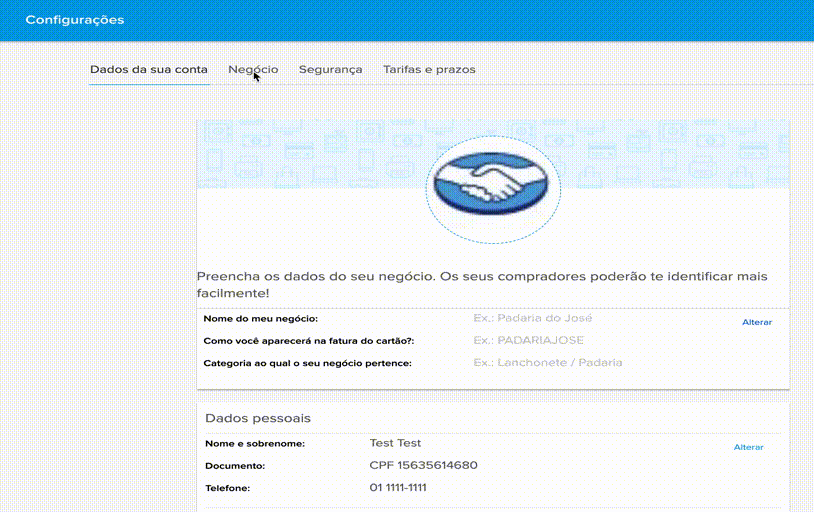 Configurações
Dados da sua conta Negócio Segurança Tarifas e prazos
Preencha os dados do seu negócio. Os seus compradores poderão te identificar mais
facilmente!
Nome do meu negócio: Ex.: Padaria do José Alterar
Como você aparecerá na fatura do cartão?: Ex.: PADARIAJOSE
Categoria ao qual o seu negócio pertence: Ex.: Lanchonete / Padaria
Dados pessoais
Nome e sobrenome: Test Test Alterar
Documento: CPF 15635614680
Telefone: 01 1111-1111